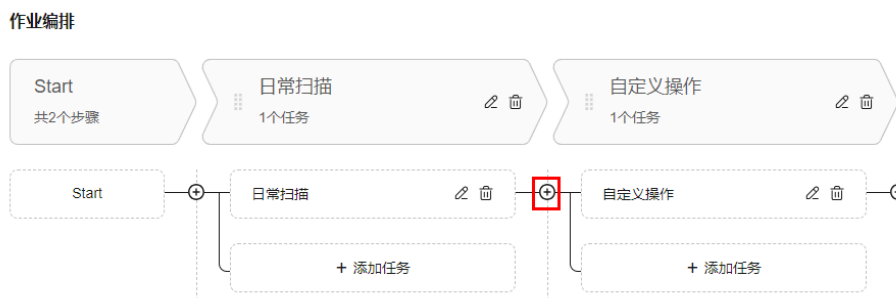 作业编排
Start
共2个步骤
日常扫描
1个任务
自定义操作
1个任务
Start
日常扫描
自定义操作
+ 添加任务
+ 添加任务